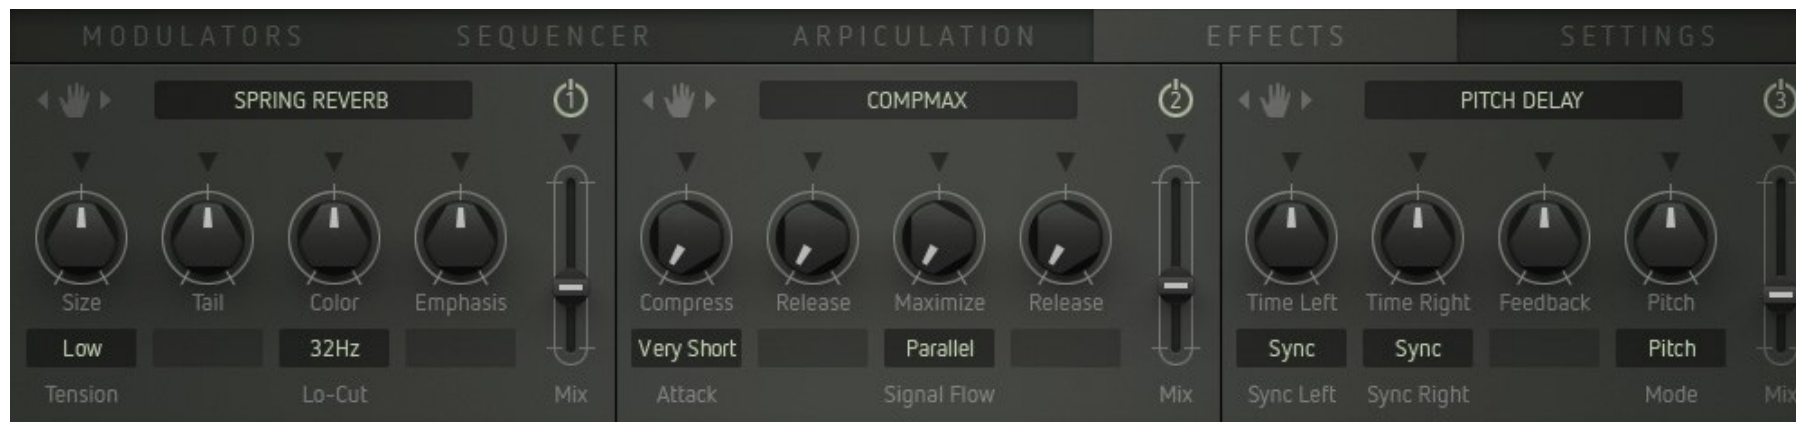 MODULATORS SEQUENCER ARPICULATION EFFECTS SETTINGS
SPRING REVERB 1 COMPMAX 2 PITCH DELAY 3
Size Tail Color Emphasis Compress Release Maximize Release Time Left Time Right Feedback Pitch
Low 32Hz Very Short Parallel Sync Sync Pitch
Tension Lo-Cut Mix Attack Signal Flow Mix Sync Left Sync Right Mode Mix